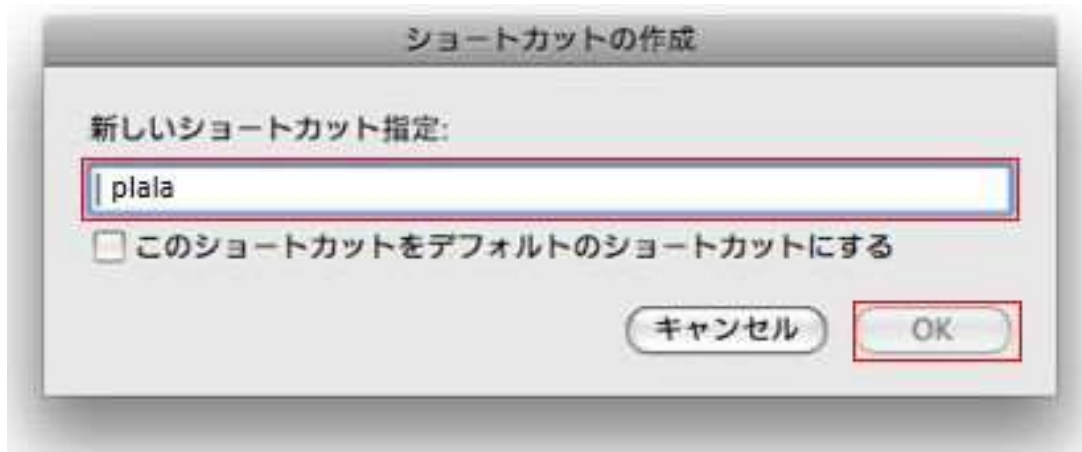 ショートカットの作成
新しいショートカット指定:
plala
このショートカットをデフォルトのショートカットにする
キャンセル
OK